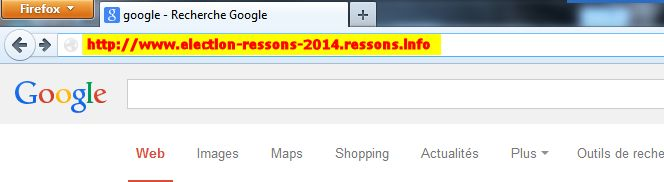 Firefox
google - Recherche Google
http://www.election-ressons-2014.ressons.info
Google
Web Images Maps Shopping Actualités Plus Outils de reche